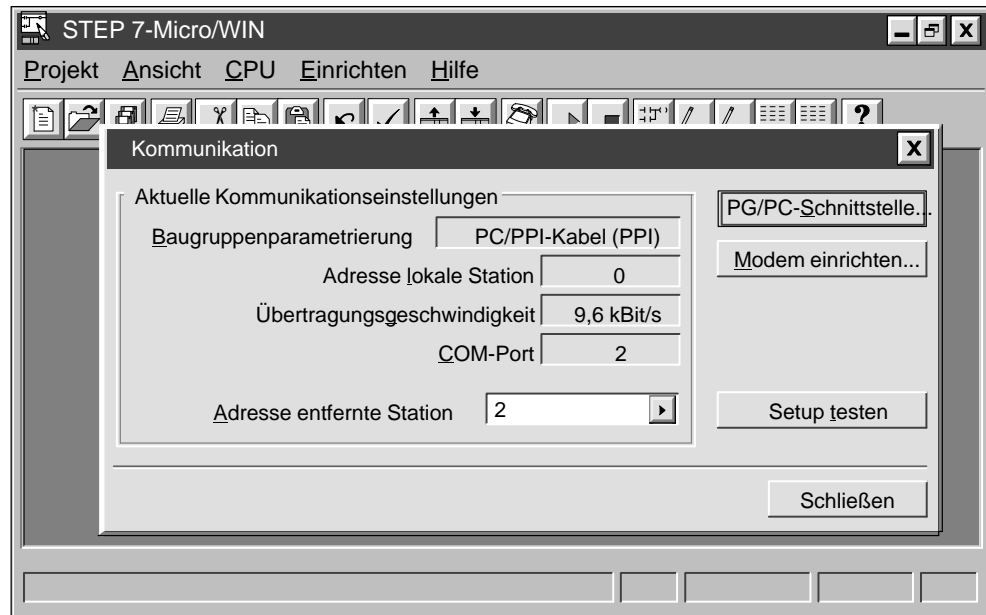 STEP 7-Micro/WIN
Projekt Ansicht CPU Einrichten Hilfe
?
Kommunikation
Aktuelle Kommunikationseinstellungen
PG/PC-Schnittstelle...
Baugruppenparametrierung PC/PPI-Kabel (PPI)
Modem einrichten...
Adresse lokale Station 0
Übertragungsgeschwindigkeit 9,6 kBit/s
COM-Port 2
Adresse entfernte Station 2
Setup testen
Schließen